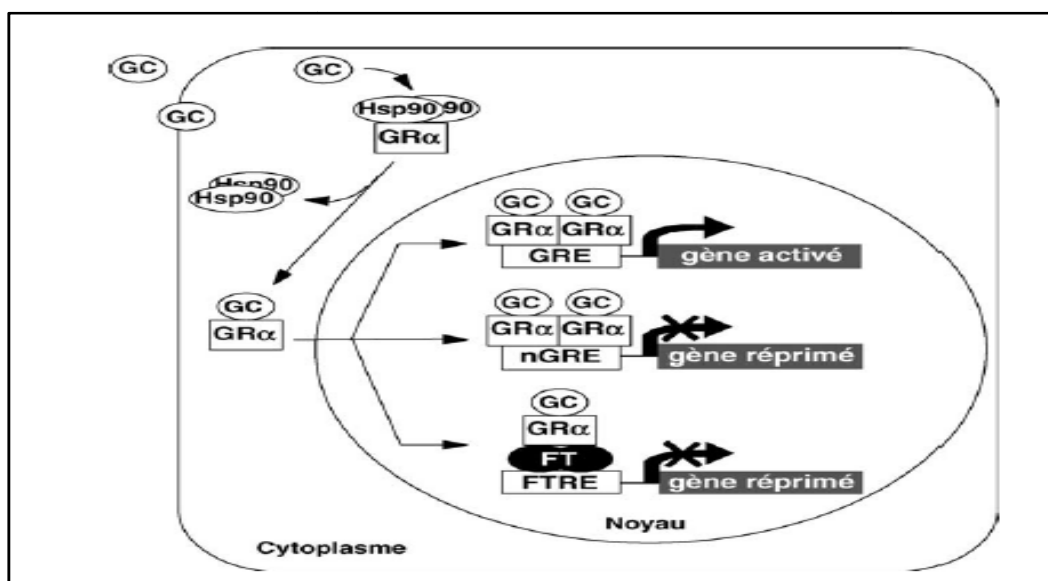 GC
GC
GC
Hsp90 90
GRα
Hsp90
Hsp90
GC
GRα
GC GC
GRα GRα
GRE
gène activé
GC GC
GRα GRα
nGRE
gène réprimé
GC
GRα
FT
FTRE
gène réprimé
Noyau
Cytoplasme